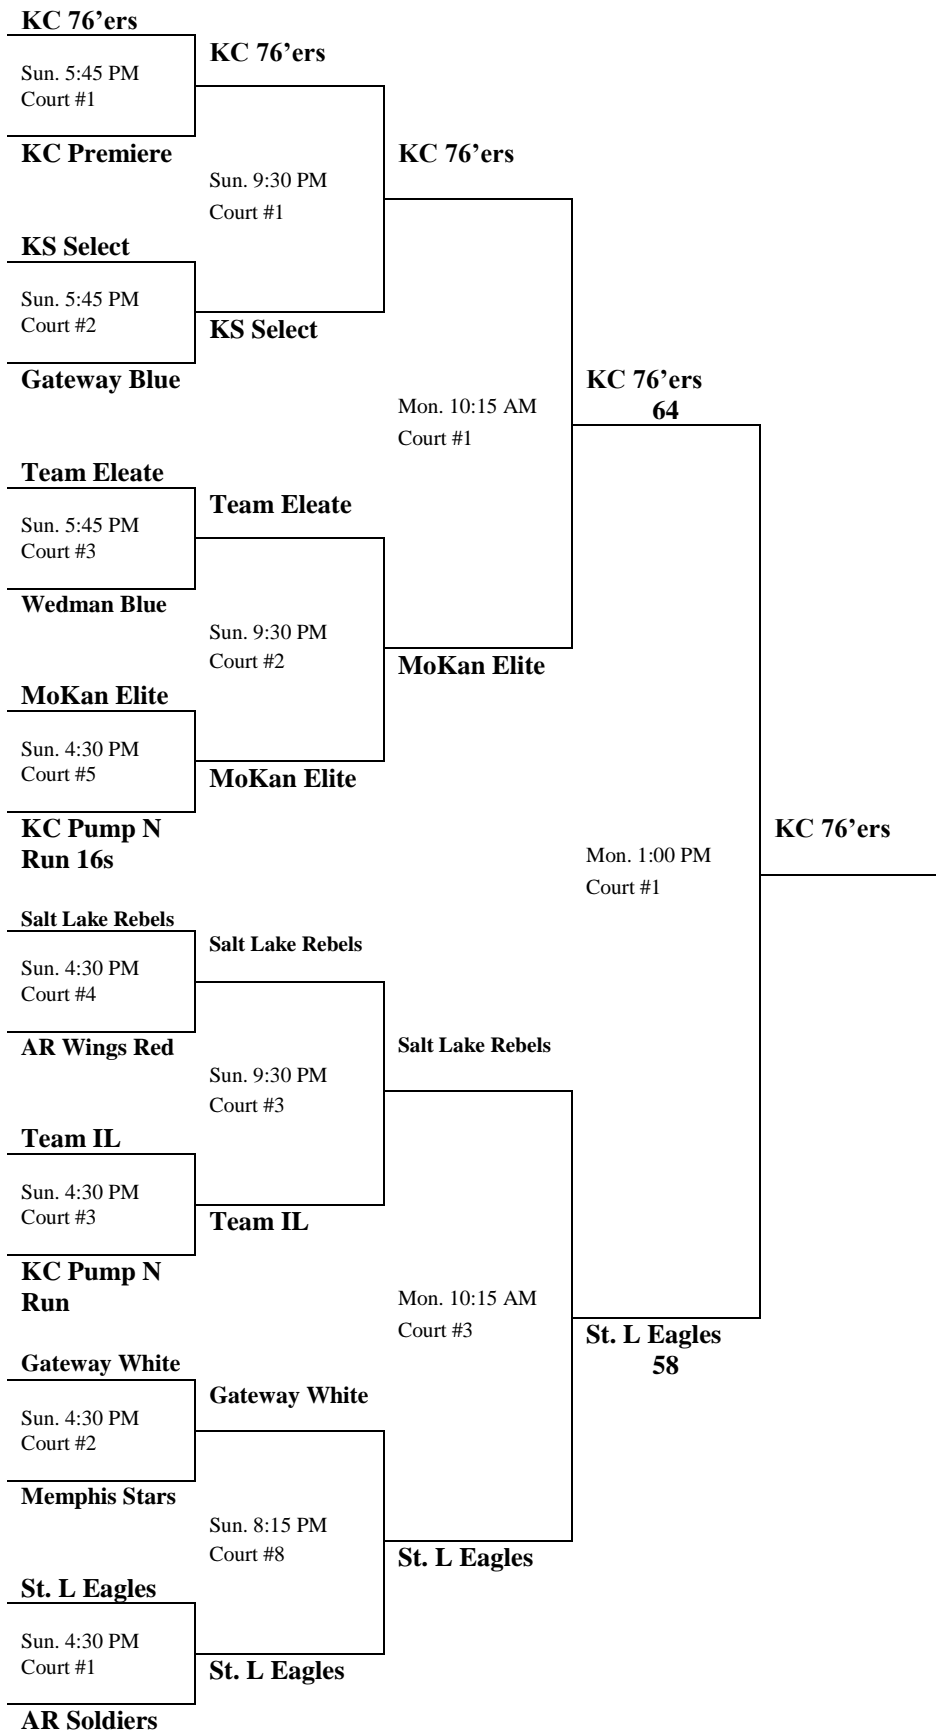 KC 76’ers
Sun. 5:45 PM
Court #1
KC Premiere
KS Select
Sun. 5:45 PM
Court #2
Gateway Blue
Team Eleate
Sun. 5:45 PM
Court #3
Wedman Blue
MoKan Elite
Sun. 4:30 PM
Court #5
KC Pump N
Run 16s
Salt Lake Rebels
Sun. 4:30 PM
Court #4
AR Wings Red
Team IL
Sun. 4:30 PM
Court #3
KC Pump N
Run
Gateway White
Sun. 4:30 PM
Court #2
Memphis Stars
St. L Eagles
Sun. 4:30 PM
Court #1
AR Soldiers
KC 76’ers
Sun. 9:30 PM
Court #1
KS Select
Team Eleate
Sun. 9:30 PM
Court #2
MoKan Elite
Salt Lake Rebels
Sun. 9:30 PM
Court #3
Team IL
Gateway White
Sun. 8:15 PM
Court #8
St. L Eagles
KC 76’ers
Mon. 10:15 AM
Court #1
MoKan Elite
Salt Lake Rebels
Mon. 10:15 AM
Court #3
St. L Eagles
KC 76’ers
64
Mon. 1:00 PM
Court #1
St. L Eagles
58
KC 76’ers